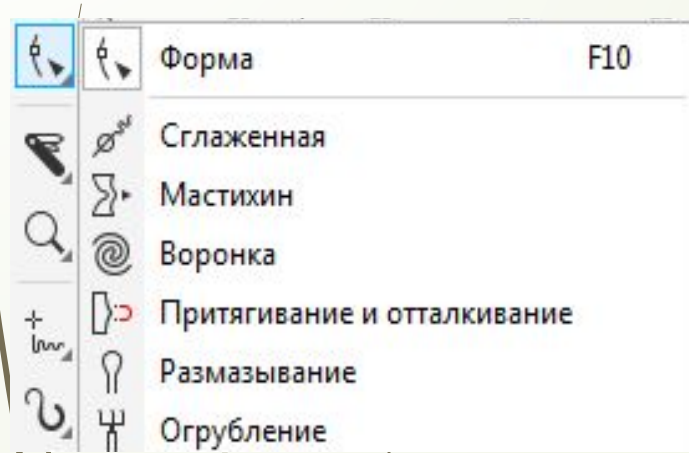 Форма F10
Сглаженная
Мастихин
Воронка
Притягивание и отталкивание
Размазывание
Огрубление